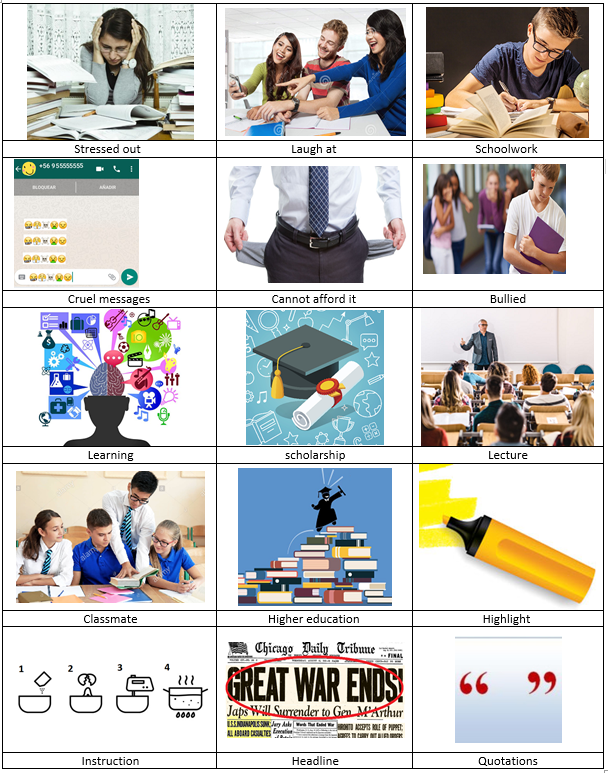 Stressed out
Laugh at
Schoolwork
+56 955555555
BLOQUEAR
AÑADIR
Cruel messages
Cannot afford it
Bullied
Learning
scholarship
Lecture
Classmate
Higher education
Highlight
1 2 3 4
Chicago Daily Tribune
FINAL
GREAT WAR ENDS!
Japs Will Surrender to Gen. McArthur
Instruction
Headline
Quotations